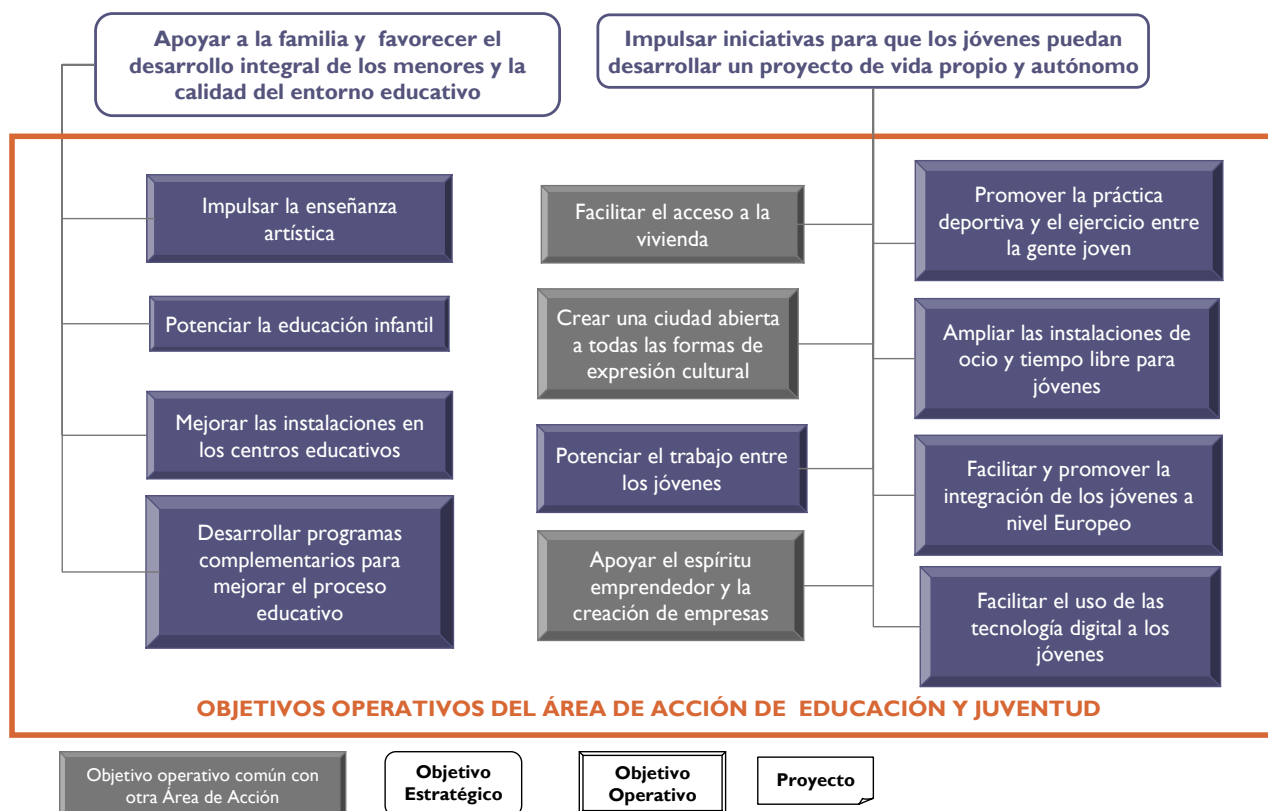 Apoyar a la familia y favorecer el
desarrollo integral de los menores y la
calidad del entorno educativo
Impulsar iniciativas para que los jóvenes puedan
desarrollar un proyecto de vida propio y autónomo
Impulsar la enseñanza
artística
Potenciar la educación infantil
Mejorar las instalaciones en
los centros educativos
Desarrollar programas
complementarios para
mejorar el proceso
educativo
Facilitar el acceso a la
vivienda
Crear una ciudad abierta
a todas las formas de
expresión cultural
Potenciar el trabajo entre
los jóvenes
Apoyar el espíritu
emprendedor y la
creación de empresas
Promover la práctica
deportiva y el ejercicio entre
la gente joven
Ampliar las instalaciones de
ocio y tiempo libre para
jóvenes
Facilitar y promover la
integración de los jóvenes a
nivel Europeo
Facilitar el uso de las
tecnología digital a los
jóvenes
OBJETIVOS OPERATIVOS DEL ÁREA DE ACCIÓN DE EDUCACIÓN Y JUVENTUD
Objetivo operativo común con
otra Área de Acción
Objetivo
Estratégico
Objetivo
Operativo
Proyecto